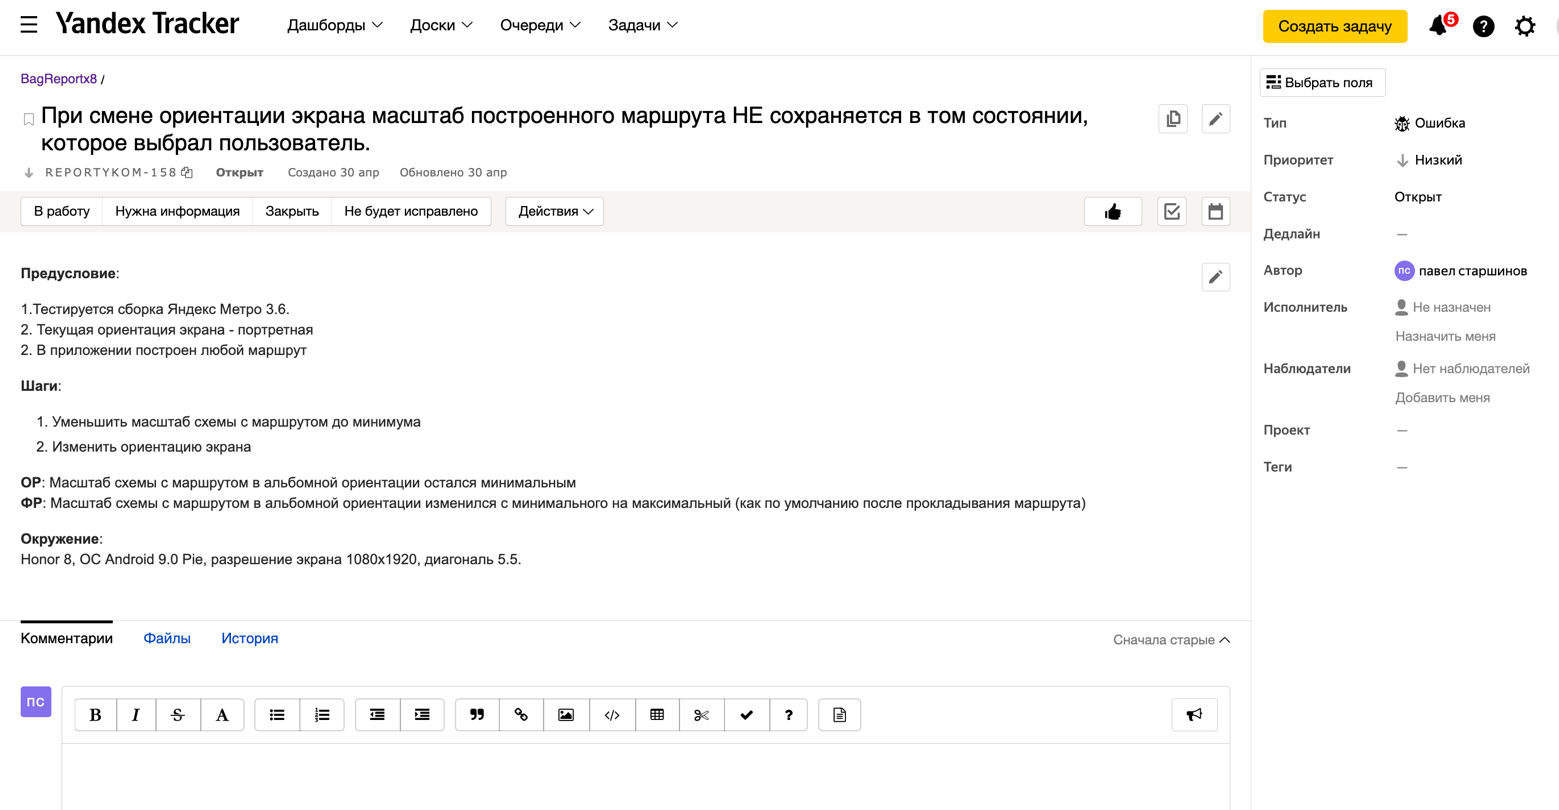 Yandex Tracker
Дашборды
Доски
Очереди
Задачи
Создать задачу
5
?
BagReportx8 /
При смене ориентации экрана масштаб построенного маршрута НЕ сохраняется в том состоянии,
которое выбрал пользователь.
REPORTYKOM-158
Открыт
Создано 30 апр
Обновлено 30 апр
В работу
Нужна информация
Закрыть
Не будет исправлено
Действия
Предусловие:
1.Тестируется сборка Яндекс Метро 3.6.
2. Текущая ориентация экрана - портретная
2. В приложении построен любой маршрут
Шаги:
1. Уменьшить масштаб схемы с маршрутом до минимума
2. Изменить ориентацию экрана
ОР: Масштаб схемы с маршрутом в альбомной ориентации остался минимальным
ФР: Масштаб схемы с маршрутом в альбомной ориентации изменился с минимального на максимальный (как по умолчанию после прокладывания маршрута)
Окружение:
Honor 8, ОС Android 9.0 Pie, разрешение экрана 1080x1920, диагональ 5.5.
Комментарии
Файлы
История
Сначала старые
ПС
B
I
S
A
?
Выбрать поля
Тип
Ошибка
Приоритет
Низкий
Статус
Открыт
Дедлайн
—
Автор
ПС павел старшинов
Исполнитель
Не назначен
Назначить меня
Наблюдатели
Нет наблюдателей
Добавить меня
Проект
—
Теги
—